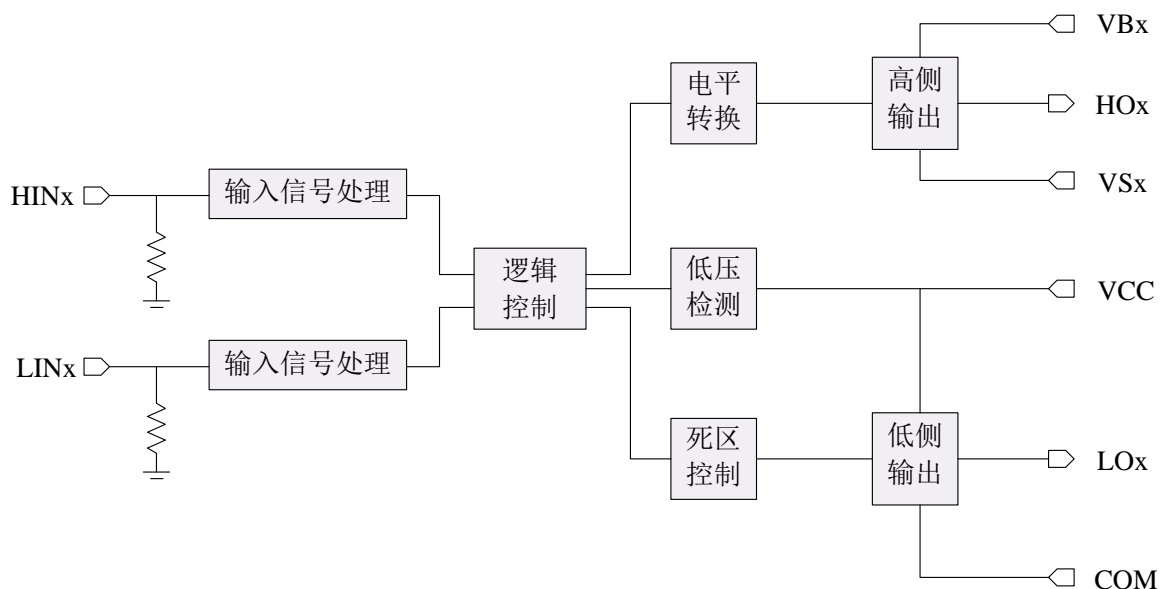 VBx
电平
转换
高侧
输出
HOx
VSx
HINx
输入信号处理
逻辑
控制
低压
检测
VCC
LINx
输入信号处理
死区
控制
低侧
输出
LOx
COM